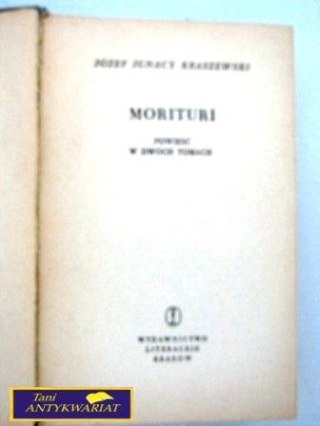 JÓZEF IGNACY KRASZEWSKI
MORITURI
POWIEŚĆ
W DWÓCH TOMACH
WYDAWNICTWO
LITERACKIE
KRAKÓW
Tani
ANTYKWARIAT